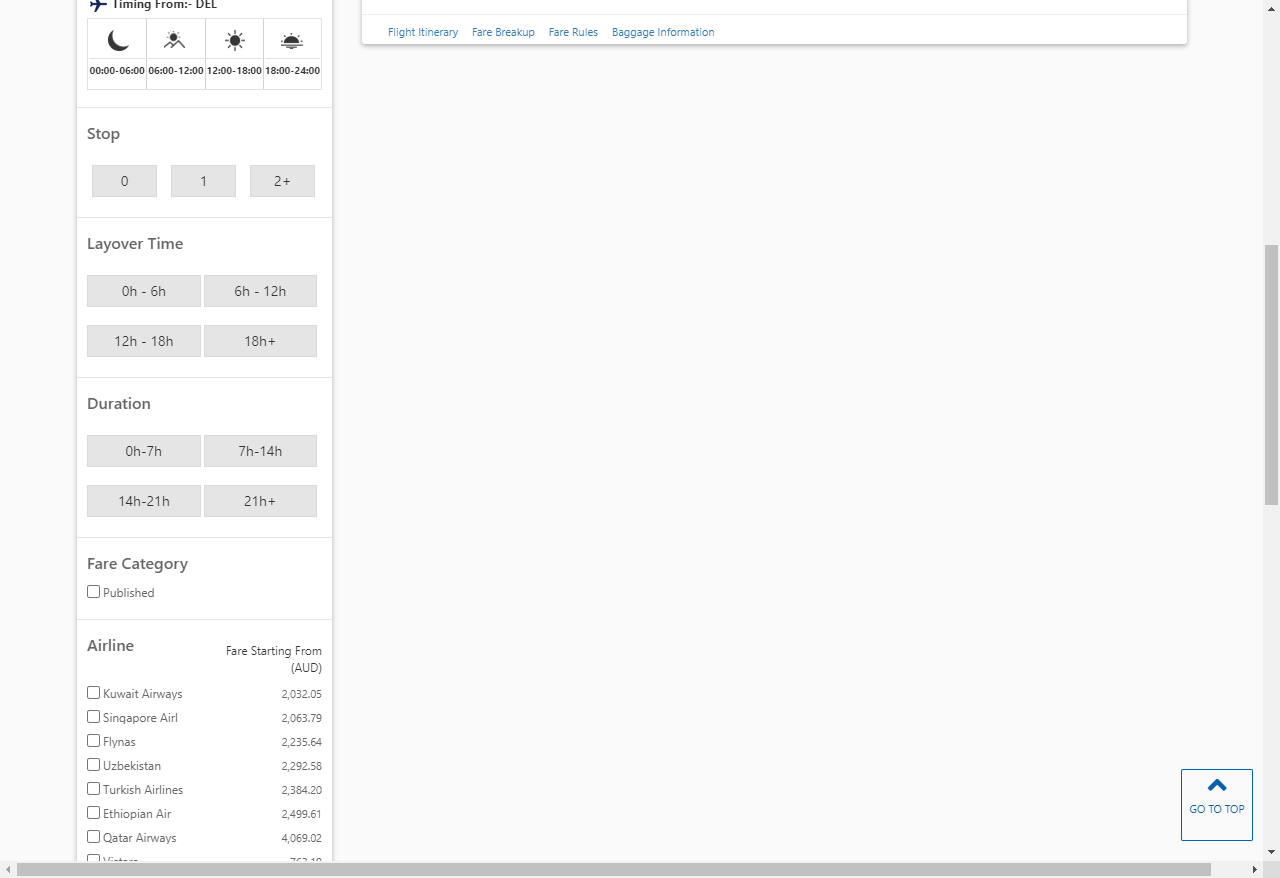 Timing From:- DEL
00:00-06:00 06:00-12:00 12:00-18:00 18:00-24:00
Stop
0 1 2+
Layover Time
0h - 6h 6h - 12h
12h - 18h 18h+
Duration
0h-7h 7h-14h
14h-21h 21h+
Fare Category
Published
Airline
Fare Starting From
(AUD)
Kuwait Airways 2,032.05
Singapore Airl 2,063.79
Flynas 2,235.64
Uzbekistan 2,292.58
Turkish Airlines 2,384.20
Ethiopian Air 2,499.61
Qatar Airways 4,069.02
Vistara
Flight Itinerary Fare Breakup Fare Rules Baggage Information
GO TO TOP